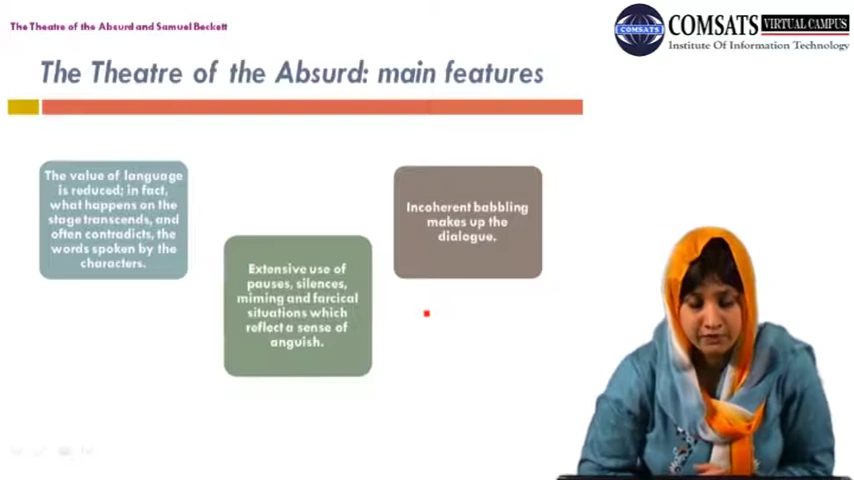 The Theatre of the Absurd and Samuel Beckett
COMSATS VIRTUAL CAMPUS
Institute Of Information Technology
COMSATS
The Theatre of the Absurd: main features
The value of language
is reduced; in fact,
what happens on the
stage transcends, and
often contradicts, the
words spoken by the
characters.
Extensive use of
pauses, silences,
miming and farcical
situations which
reflect a sense of
anguish.
Incoherent babbling
makes up the
dialogue.